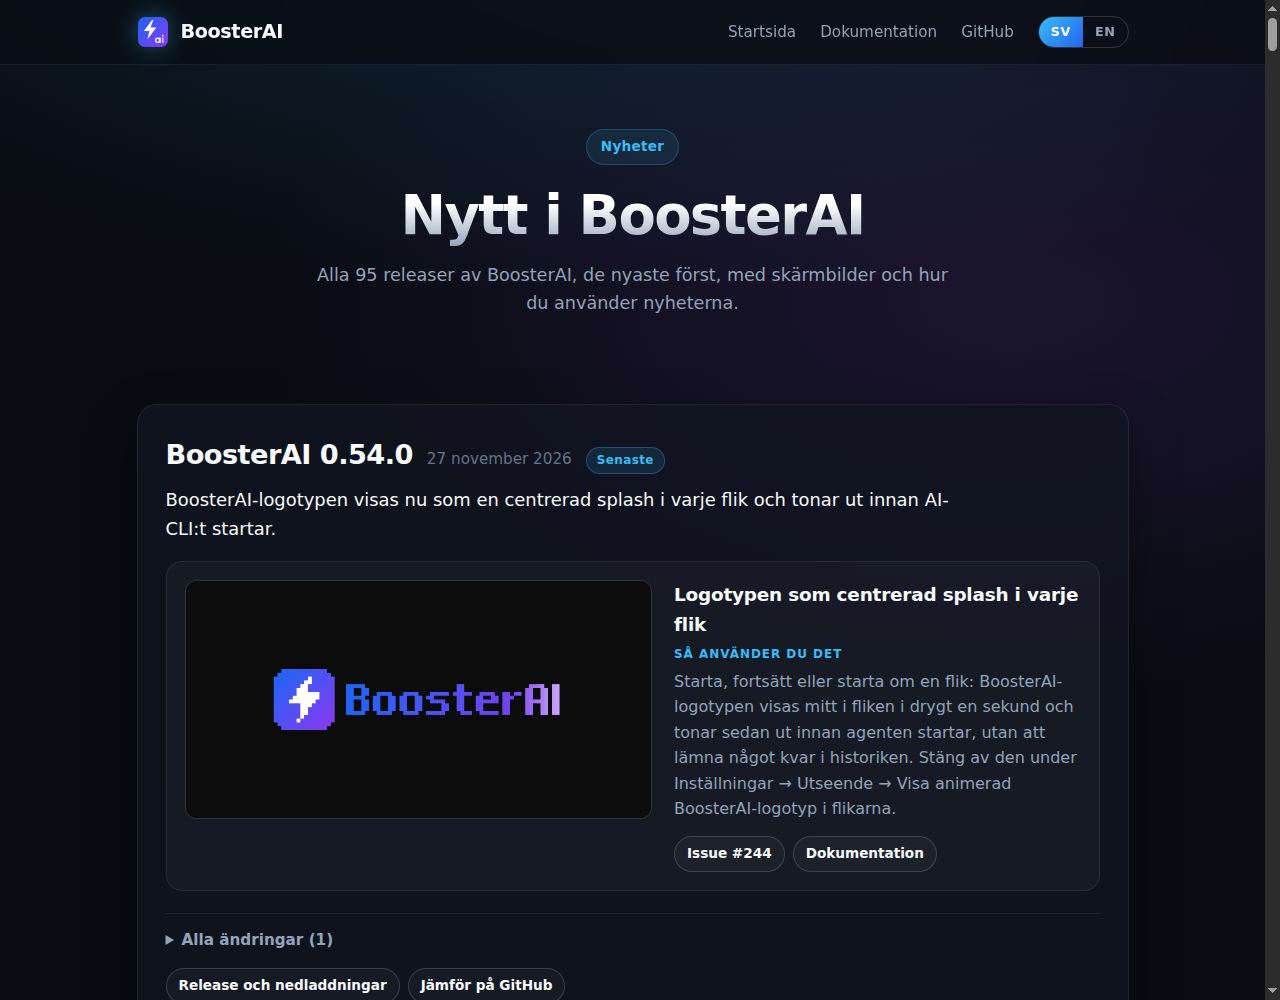 ai
BoosterAI
Startsida
Dokumentation
GitHub
SV
EN
Nyheter
Nytt i BoosterAI
Alla 95 releaser av BoosterAI, de nyaste först, med skärmbilder och hur
du använder nyheterna.
BoosterAI 0.54.0
27 november 2026
Senaste
BoosterAI-logotypen visas nu som en centrerad splash i varje flik och tonar ut innan AI-
CLI:t startar.
BoosterAI
Logotypen som centrerad splash i varje
flik
SÅ ANVÄNDER DU DET
Starta, fortsätt eller starta om en flik: BoosterAI-
logotypen visas mitt i fliken i drygt en sekund och
tonar sedan ut innan agenten startar, utan att
lämna något kvar i historiken. Stäng av den under
Inställningar → Utseende → Visa animerad
BoosterAI-logotyp i flikarna.
Issue #244
Dokumentation
Alla ändringar (1)
Release och nedladdningar
Jämför på GitHub